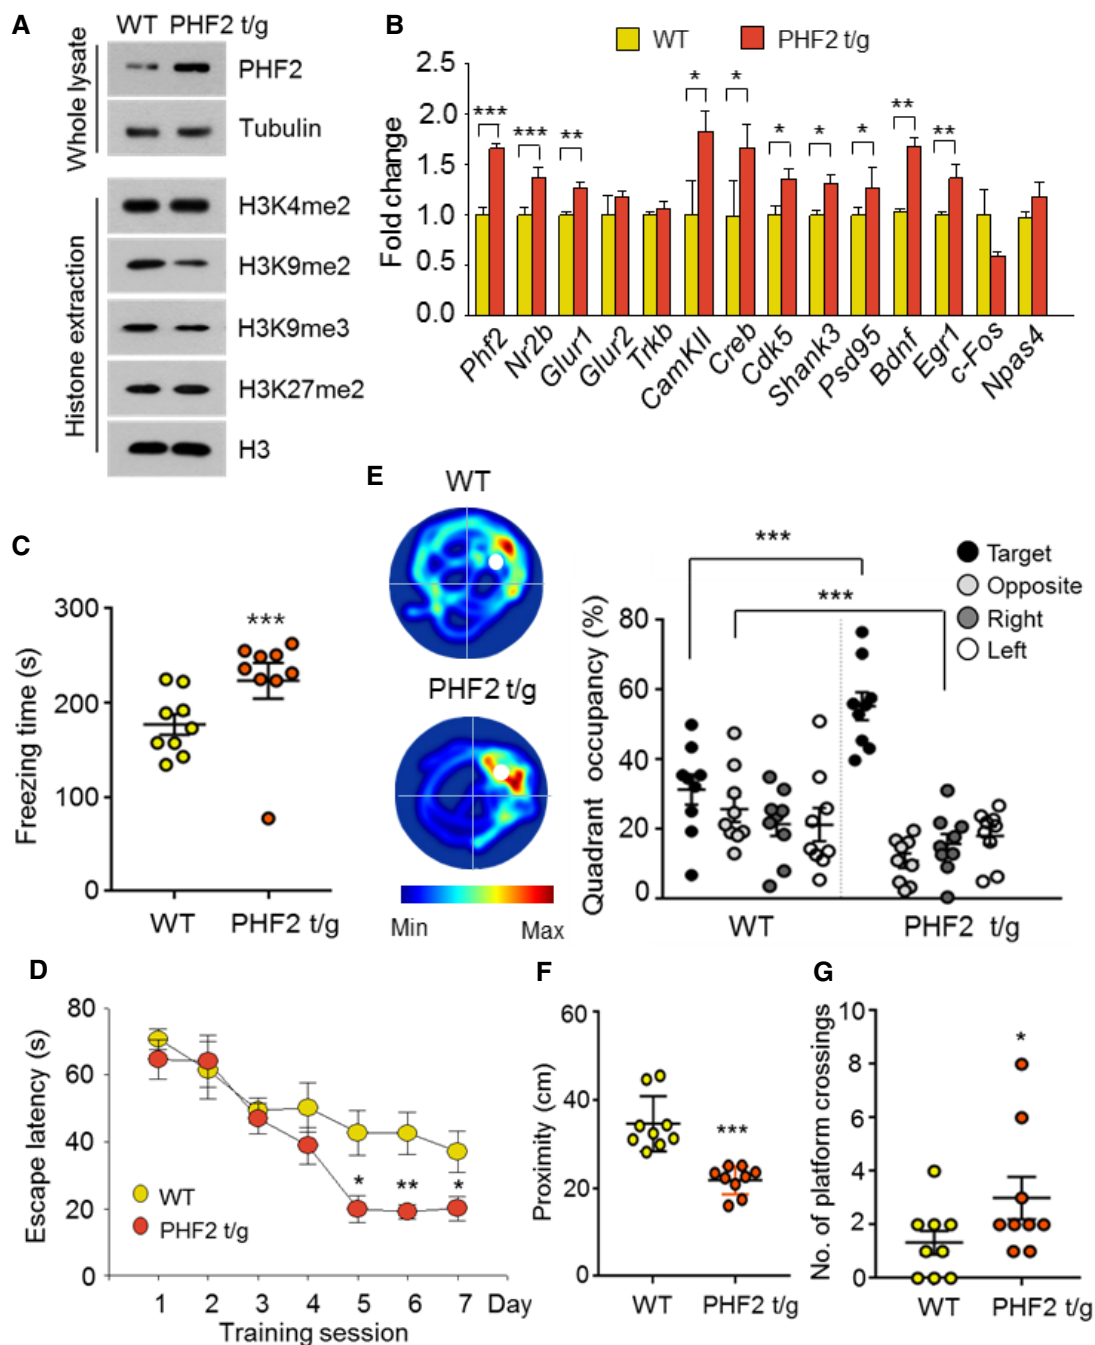 A
WT PHF2 t/g
Whole lysate
PHF2
Tubulin
Histone extraction
H3K4me2
H3K9me2
H3K9me3
H3K27me2
H3
B
WT
PHF2 t/g
Fold change
2.5
2.0
1.5
1.0
0.5
0.0
*** *** ** * * * * * ** **
Phf2 Nr2b Glur1 Glur2 Trkb CamKII Creb Cdk5 Shank3 Psd95 Bdnf Egr1 c-Fos Npas4
C
Freezing time (s)
300
200
100
0
***
WT PHF2 t/g
E
WT
PHF2 t/g
Min Max
Quadrant occupancy (%)
80
60
40
20
0
***
***
Target
Opposite
Right
Left
WT PHF2 t/g
D
Escape latency (s)
80
60
40
20
0
* ** *
WT
PHF2 t/g
1 2 3 4 5 6 7 Day
Training session
F
Proximity (cm)
60
40
20
0
***
WT PHF2 t/g
G
No. of platform crossings
10
8
6
4
2
0
*
WT PHF2 t/g